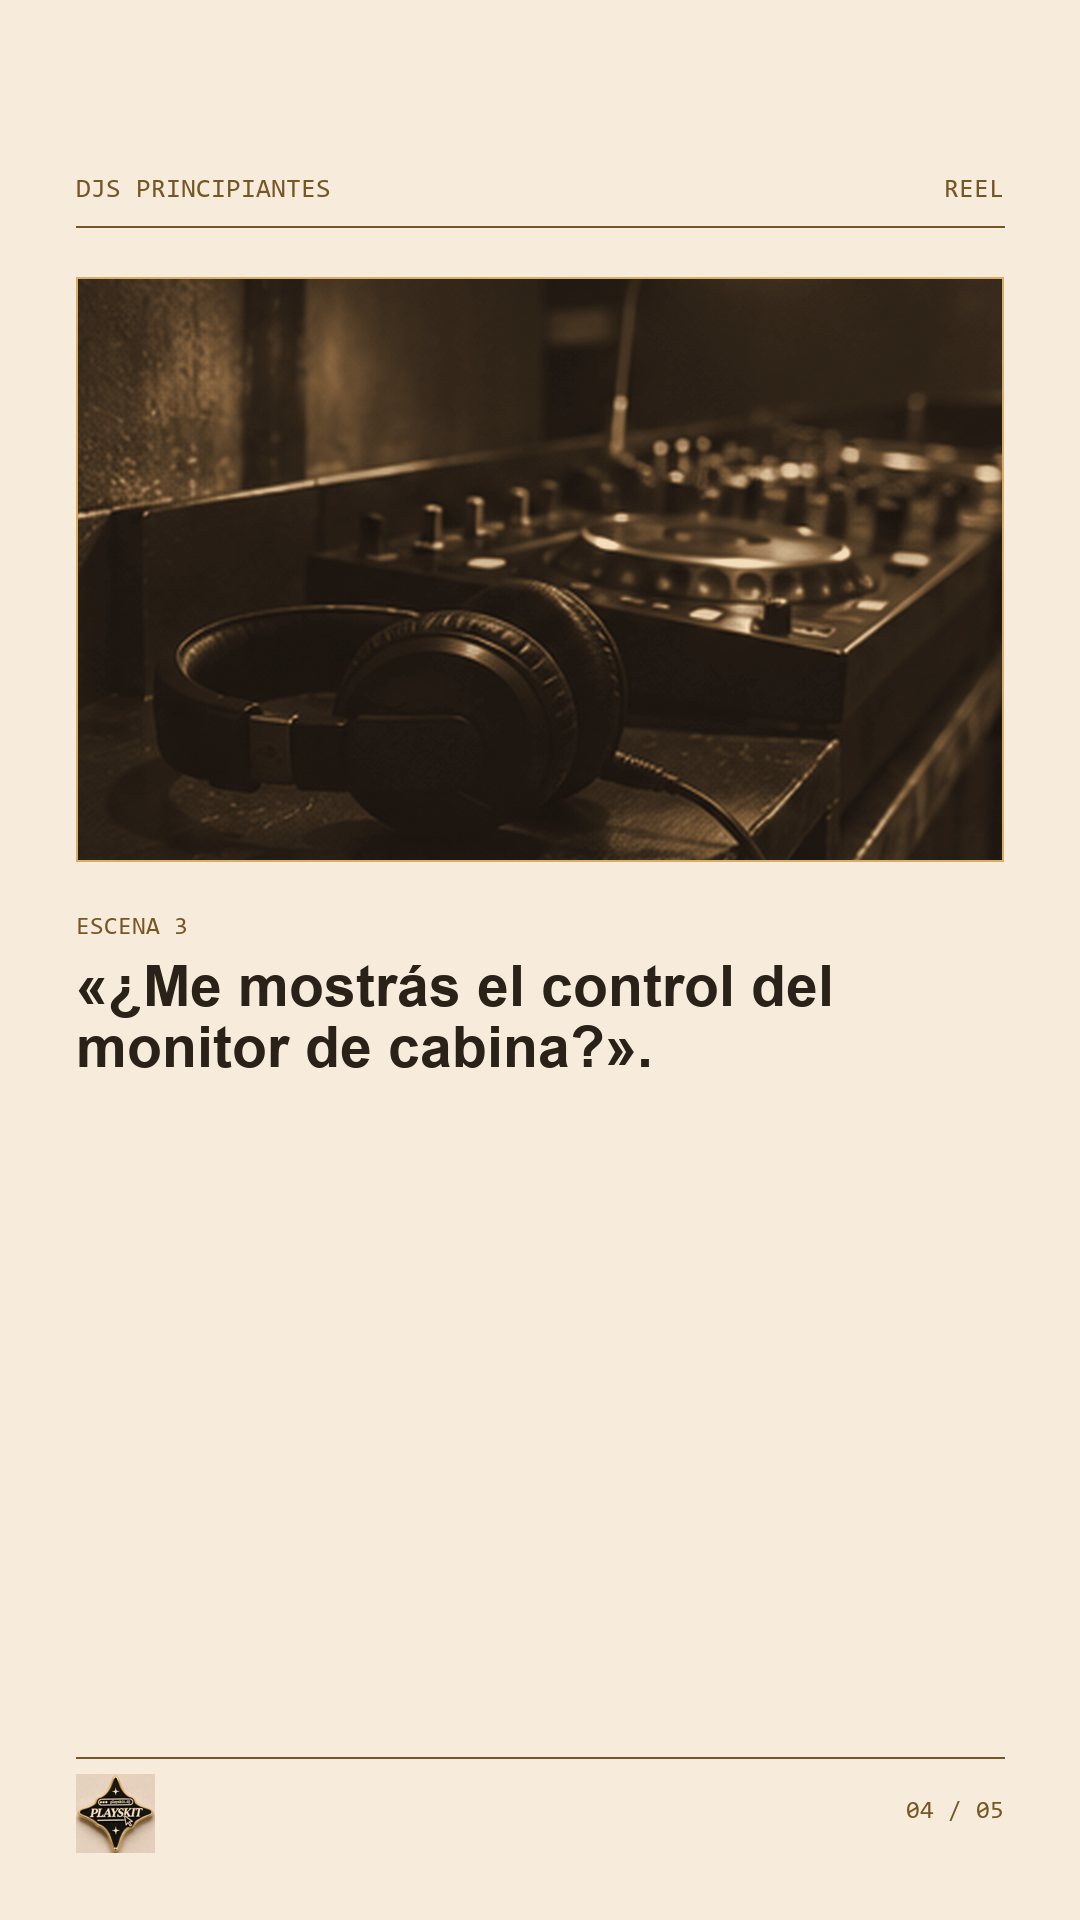 DJS PRINCIPIANTES
REEL
ESCENA 3
«¿Me mostrás el control del
monitor de cabina?».
PLAYSKIT
04 / 05